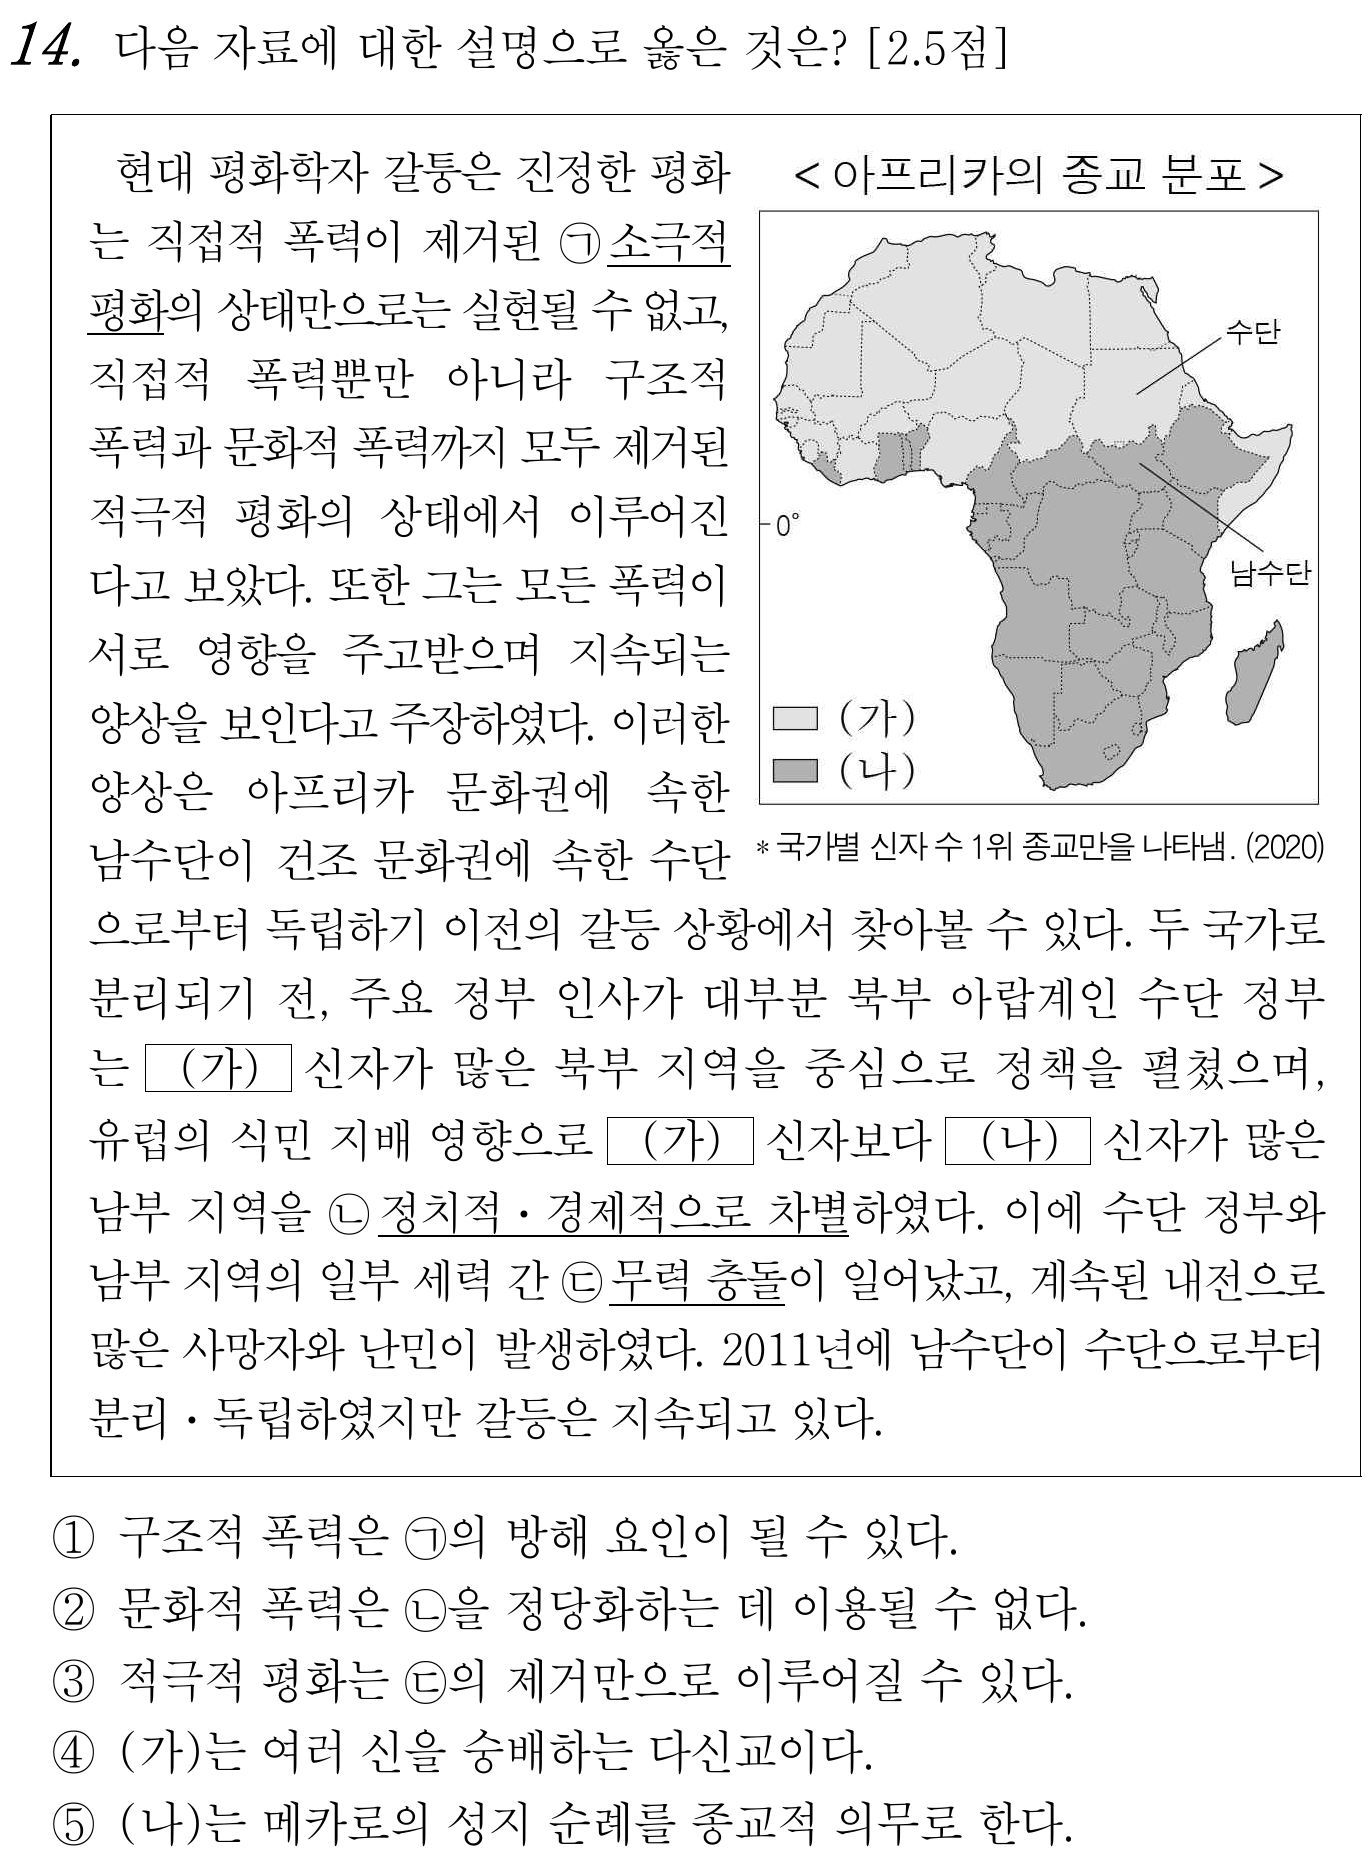 14. 다음 자료에 대한 설명으로 옳은 것은? [2.5점]
현대 평화학자 갈퉁은 진정한 평화
는 직접적 폭력이 제거된 ㉠소극적
평화의 상태만으로는 실현될 수 없고,
직접적 폭력뿐만 아니라 구조적
폭력과 문화적 폭력까지 모두 제거된
적극적 평화의 상태에서 이루어진
다고 보았다. 또한 그는 모든 폭력이
서로 영향을 주고받으며 지속되는
양상을 보인다고 주장하였다. 이러한
양상은 아프리카 문화권에 속한
남수단이 건조 문화권에 속한 수단
<아프리카의 종교 분포>
수단
0°
남수단
(가)
(나)
* 국가별 신자 수 1위 종교만을 나타냄. (2020)
으로부터 독립하기 이전의 갈등 상황에서 찾아볼 수 있다. 두 국가로
분리되기 전, 주요 정부 인사가 대부분 북부 아랍계인 수단 정부
는 (가) 신자가 많은 북부 지역을 중심으로 정책을 펼쳤으며,
유럽의 식민 지배 영향으로 (가) 신자보다 (나) 신자가 많은
남부 지역을 ㉡정치적·경제적으로 차별하였다. 이에 수단 정부와
남부 지역의 일부 세력 간 ㉢무력 충돌이 일어났고, 계속된 내전으로
많은 사망자와 난민이 발생하였다. 2011년에 남수단이 수단으로부터
분리·독립하였지만 갈등은 지속되고 있다.
① 구조적 폭력은 ㉠의 방해 요인이 될 수 있다.
② 문화적 폭력은 ㉡을 정당화하는 데 이용될 수 없다.
③ 적극적 평화는 ㉢의 제거만으로 이루어질 수 있다.
④ (가)는 여러 신을 숭배하는 다신교이다.
⑤ (나)는 메카로의 성지 순례를 종교적 의무로 한다.